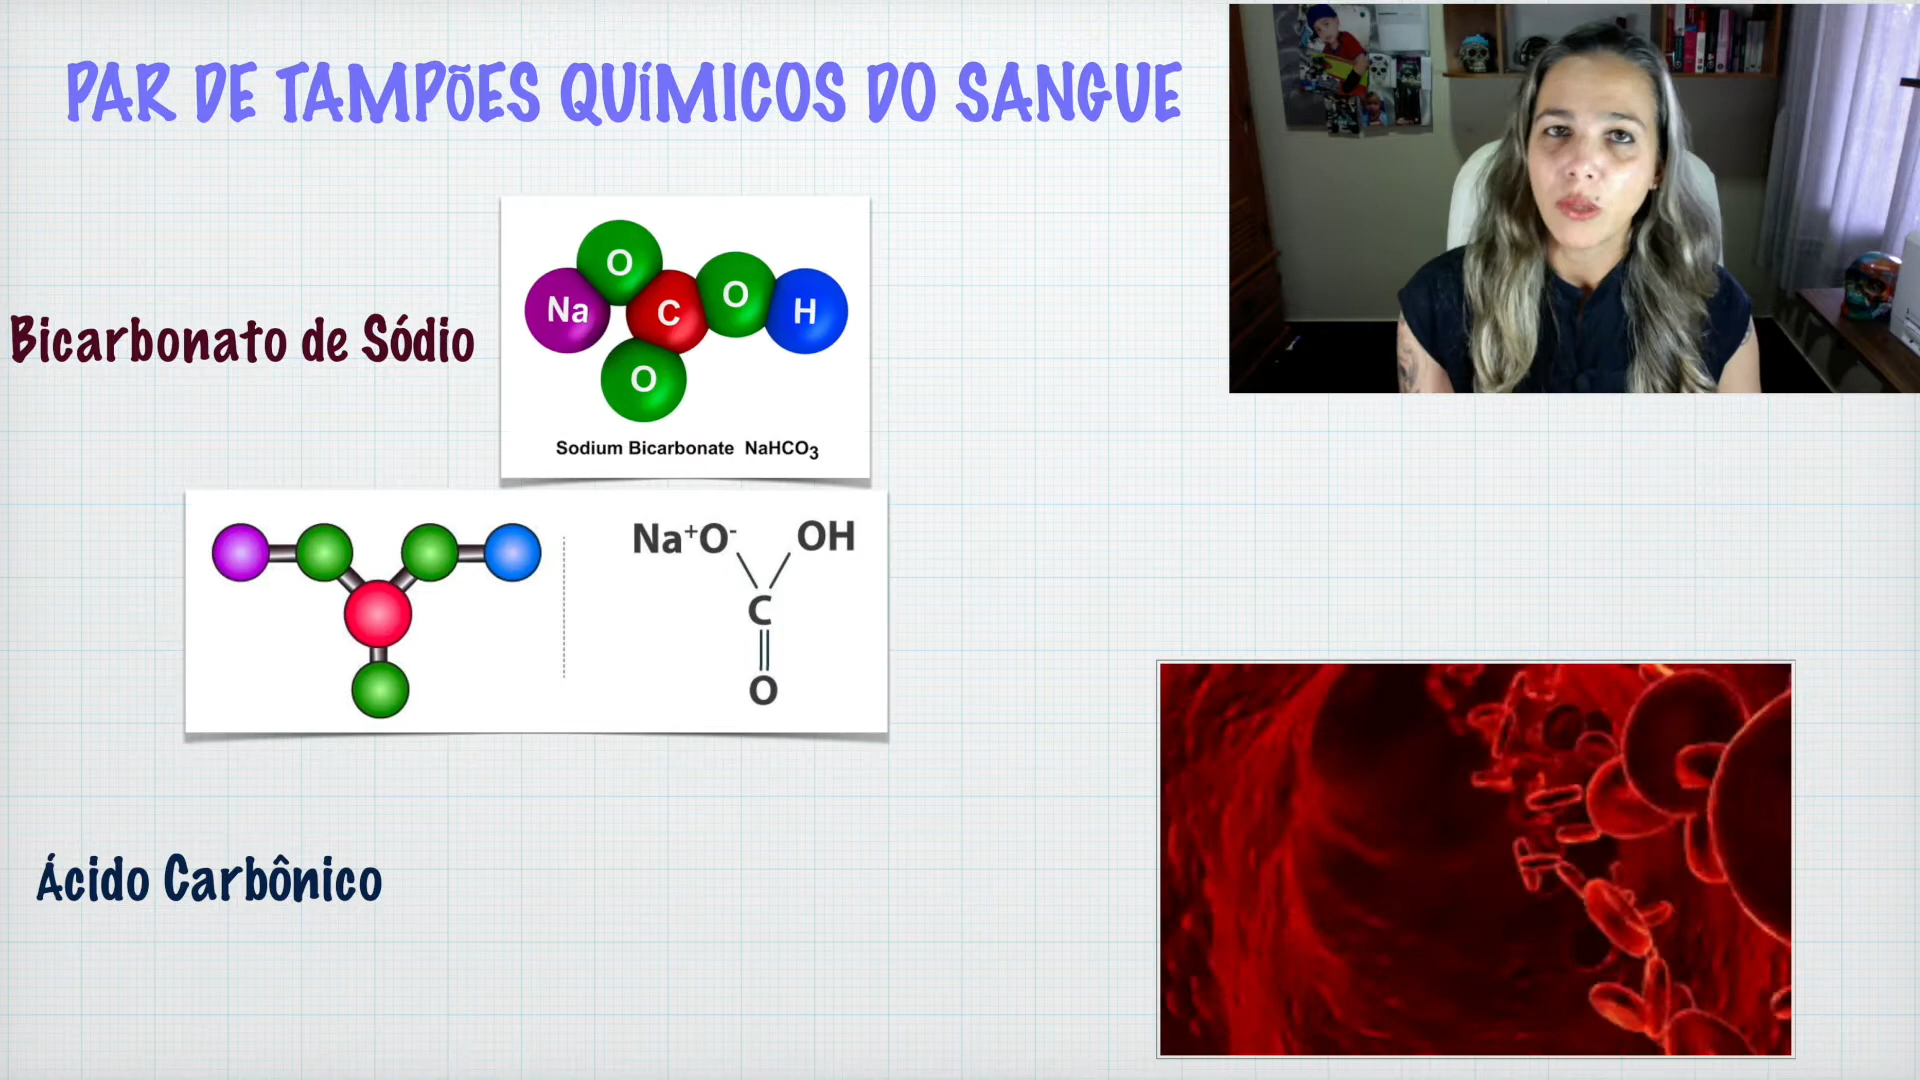 PAR DE TAMPÕES QUÍMICOS DO SANGUE
Bicarbonato de Sódio
O
Na
C
O
H
O
Sodium Bicarbonate NaHCO₃
Na⁺O⁻ OH
C
O
Ácido Carbônico